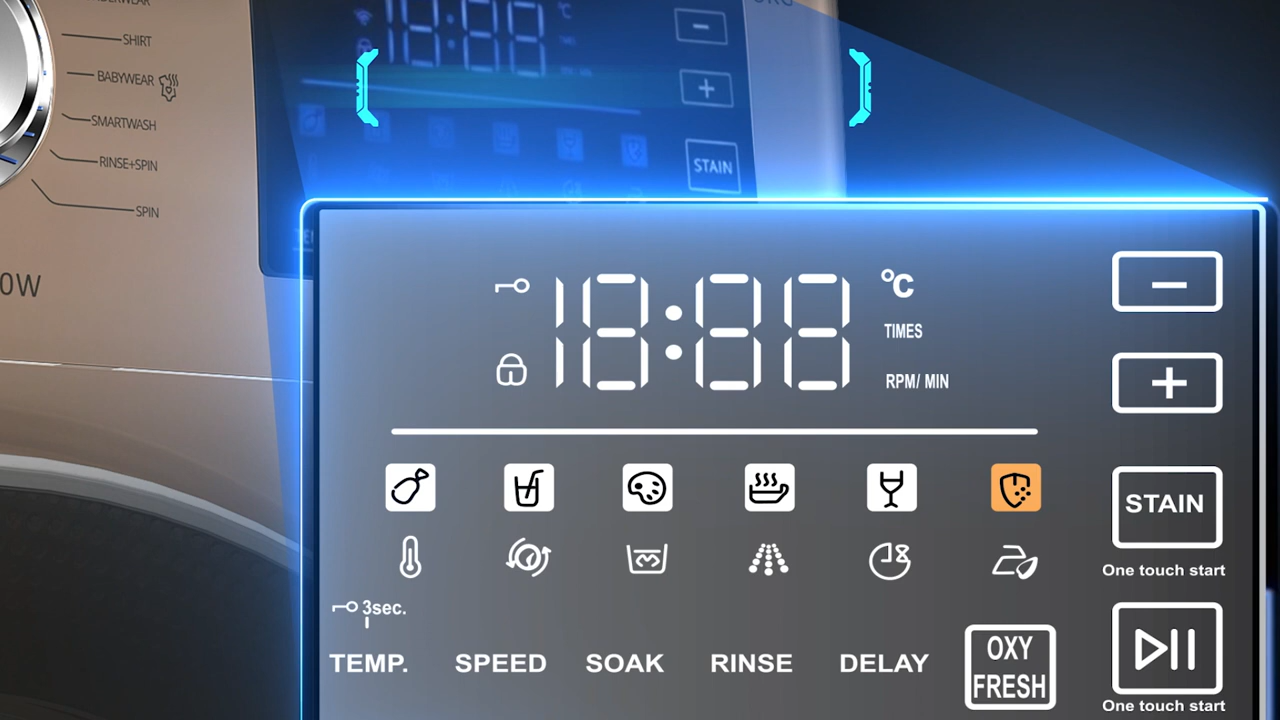 SHIRT
BABYWEAR
SMARTWASH
RINSE+SPIN
SPIN
0W
STAIN
18:88
°C
TIMES
RPM/ MIN
−
+
STAIN
One touch start
3sec.
TEMP.
SPEED
SOAK
RINSE
DELAY
OXY
FRESH
One touch start